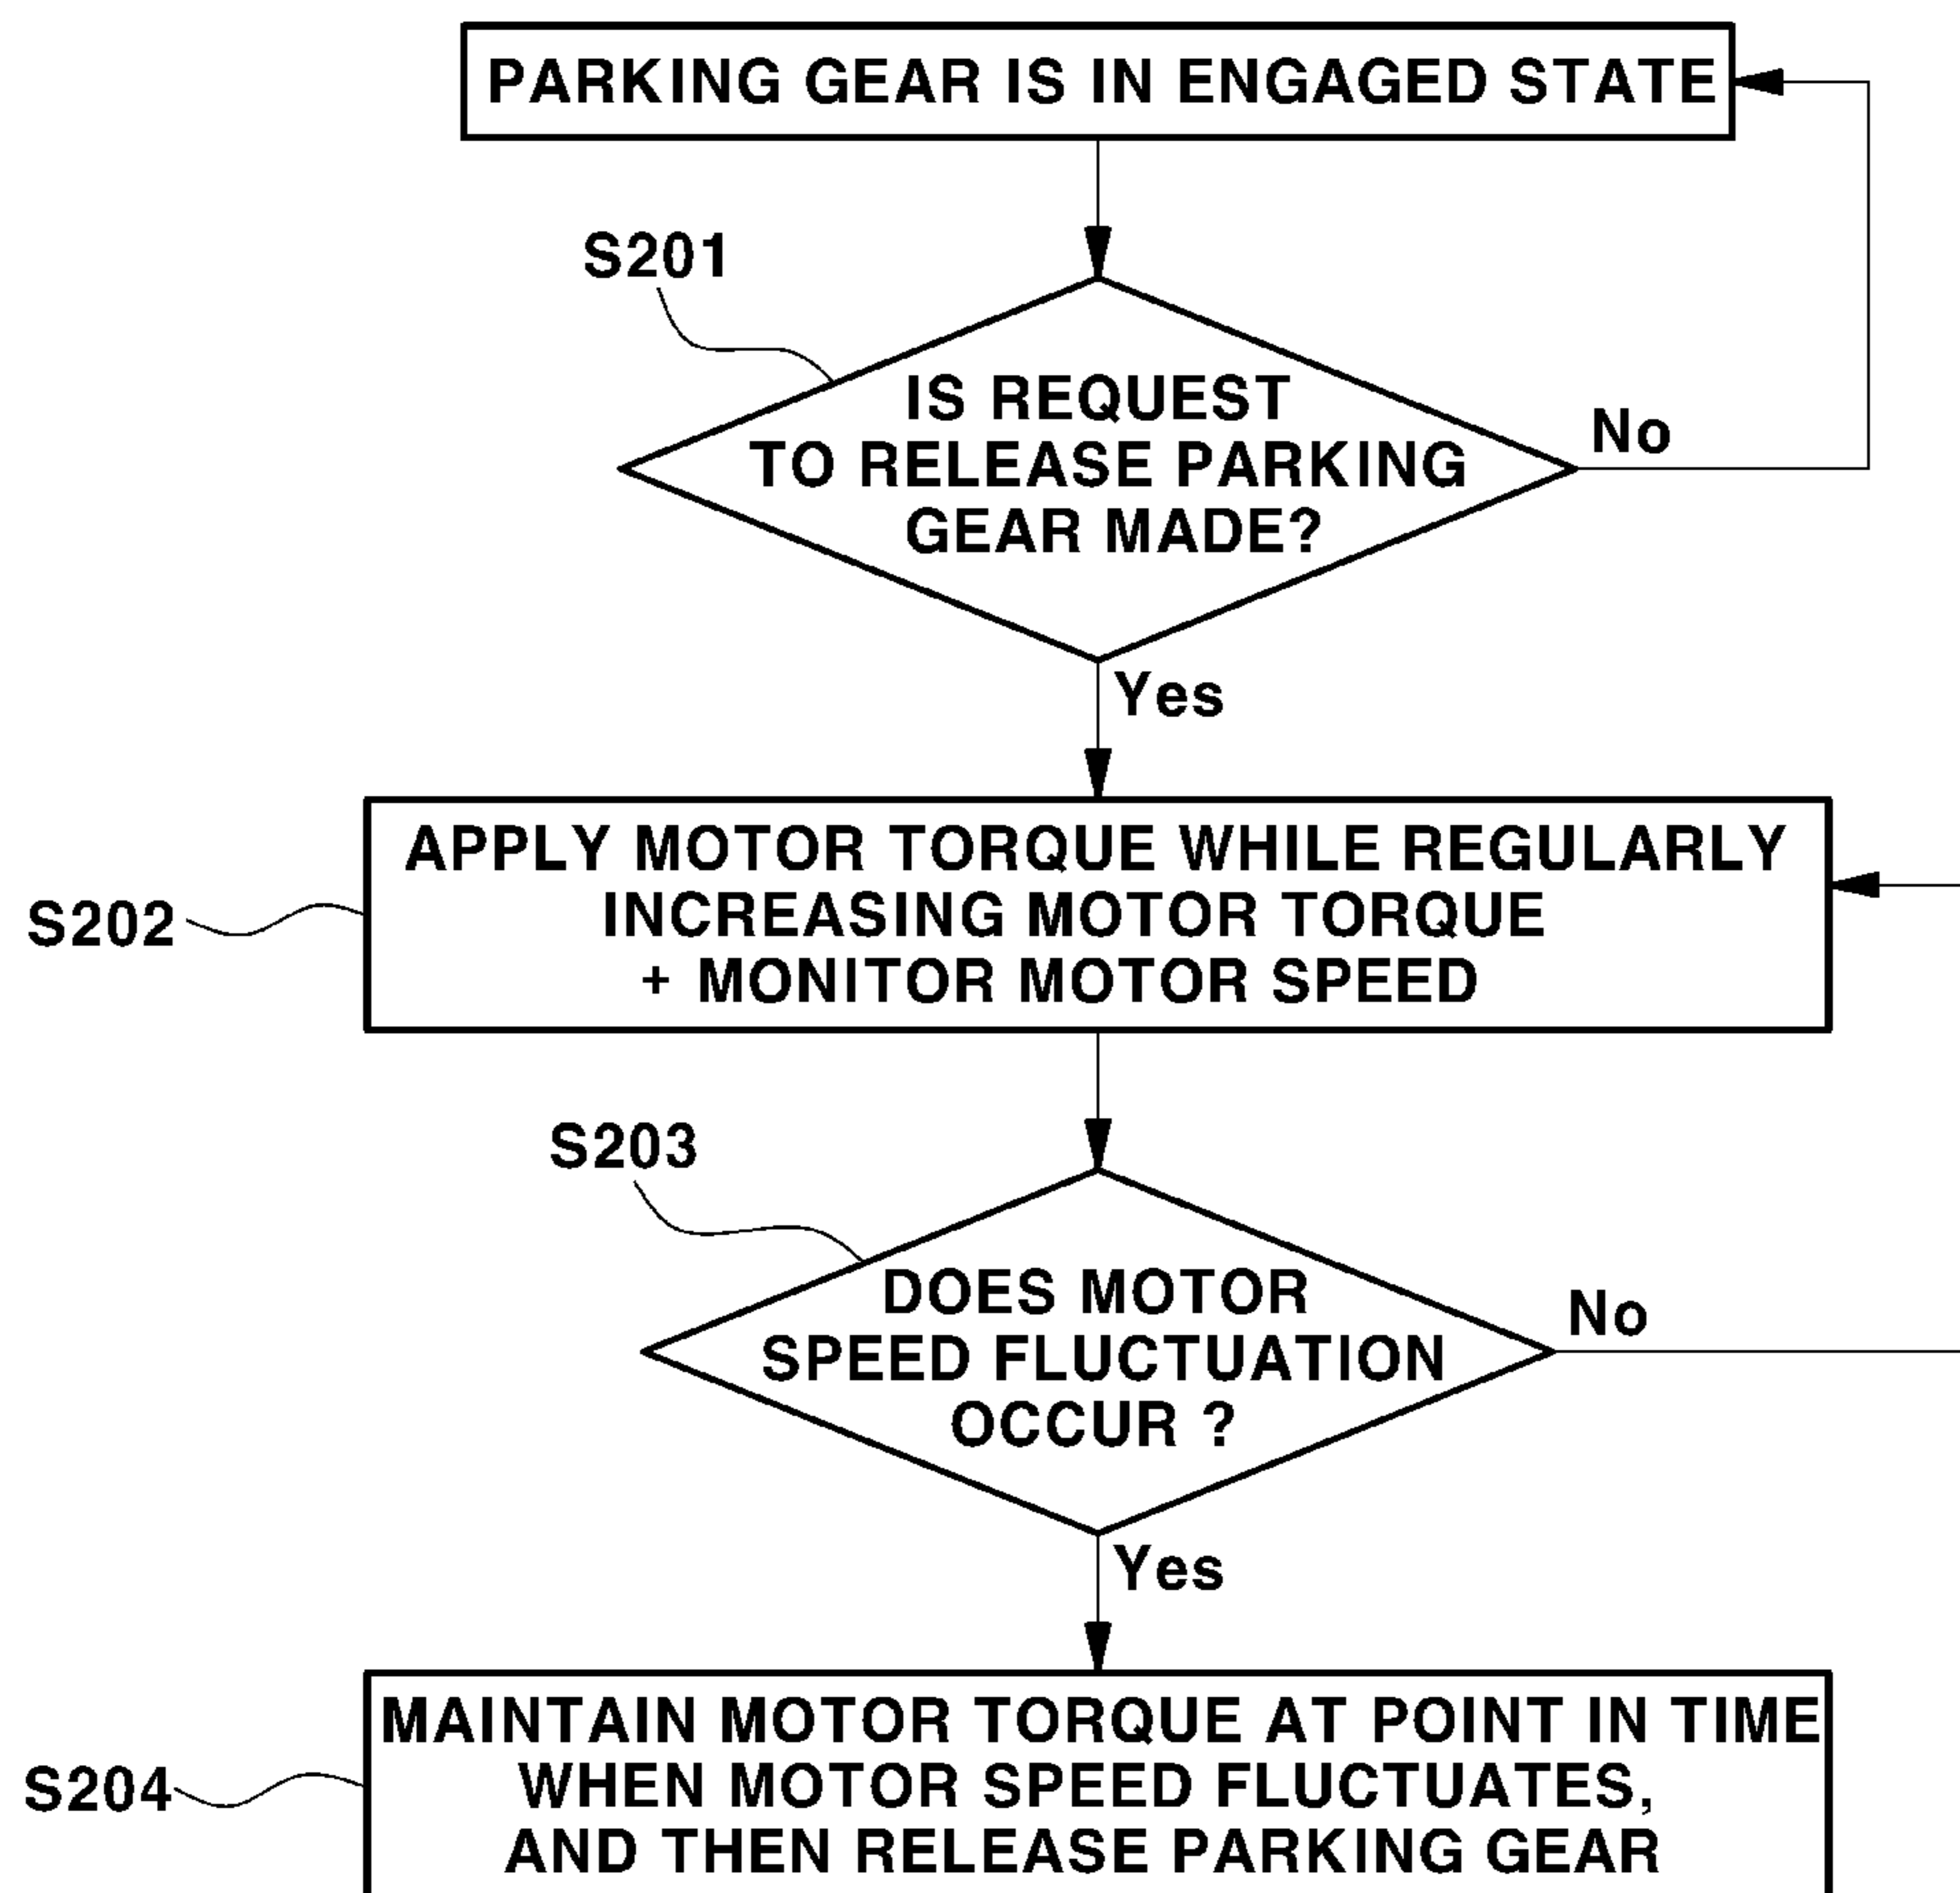 PARKING GEAR IS IN ENGAGED STATE
S201
IS REQUEST
TO RELEASE PARKING
GEAR MADE?
No
Yes
S202
APPLY MOTOR TORQUE WHILE REGULARLY
INCREASING MOTOR TORQUE
+ MONITOR MOTOR SPEED
S203
DOES MOTOR
SPEED FLUCTUATION
OCCUR ?
No
Yes
S204
MAINTAIN MOTOR TORQUE AT POINT IN TIME
WHEN MOTOR SPEED FLUCTUATES,
AND THEN RELEASE PARKING GEAR